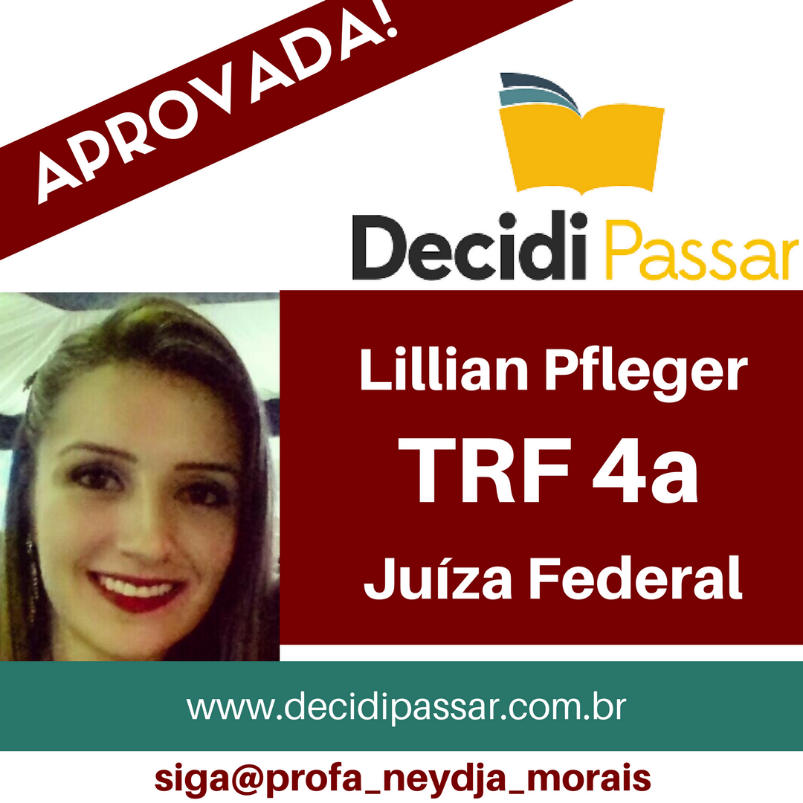 APROVADA!
Decidi Passar
Lillian Pfleger
TRF 4a
Juíza Federal
www.decidipassar.com.br
siga@profa_neydja_morais